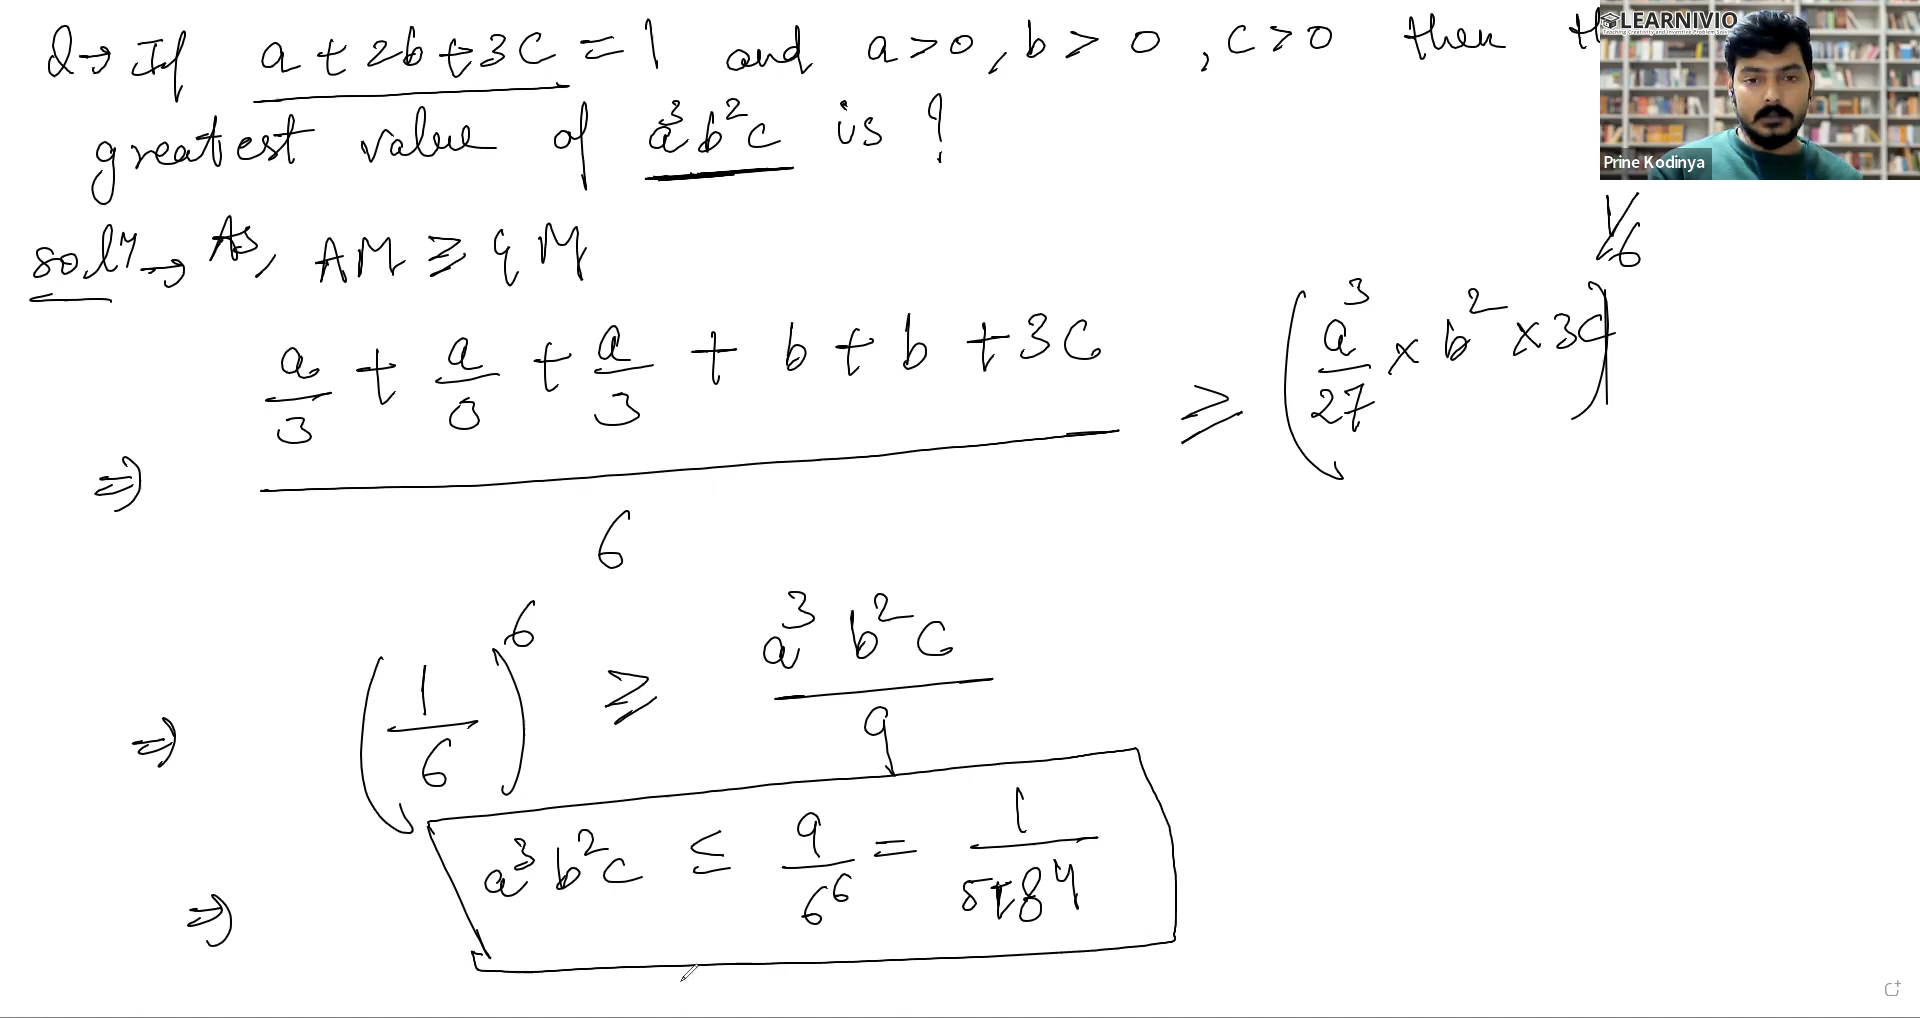 Q→ If a + 2b + 3c = 1 and a > 0, b > 0, c > 0 then
greatest value of a³b²c is ?
LEARNIVIO
Prine Kodinya
solⁿ→ As, AM ≥ GM
⇒ (a/3 + a/3 + a/3 + b + b + 3c)/6 ≥ (a³/27 × b² × 3c)^1/6
⇒ (1/6)⁶ ≥ a³b²c/9
⇒ a³b²c ≤ 9/6⁶ = 1/5184